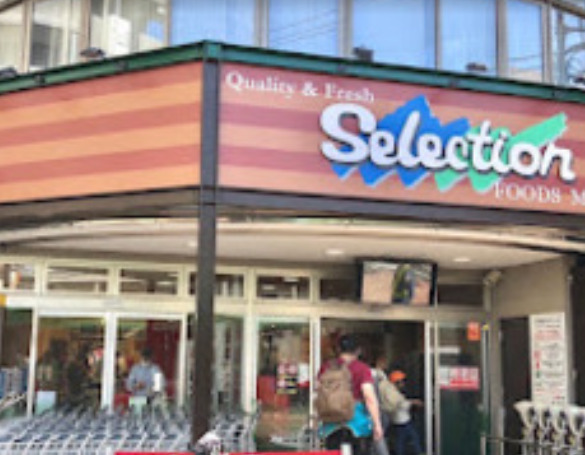 Quality & Fresh
Selection
FOODS M